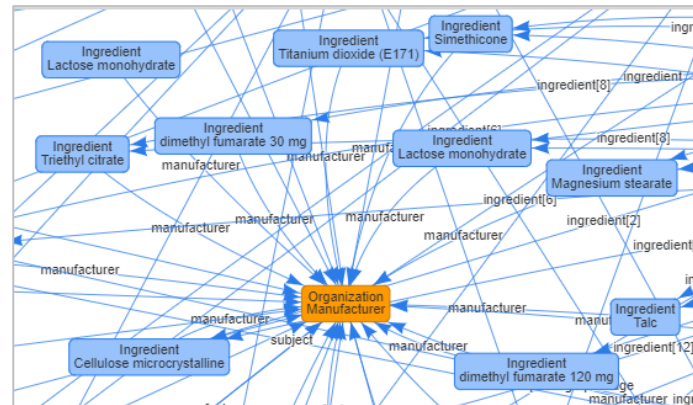 Ingredient
Simethicone
Ingredient
Titanium dioxide (E171)
Ingredient
Lactose monohydrate
ingredient
ingredient[8]
Ingredient
dimethyl fumarate 30 mg
Ingredient
Triethyl citrate
Ingredient
Lactose monohydrate
ingredient[8]
manufacturer
Ingredient
Magnesium stearate
ingredient[6]
manufacturer
manufacturer
manufacturer
ingredient[2]
manufacturer
manufacturer
manufacturer
Organization
Manufacturer
manufacturer
manufacturer
Ingredient
Talc
subject
manufacturer
ingredient[12]
Ingredient
Cellulose microcrystalline
Ingredient
dimethyl fumarate 120 mg
manufacturer